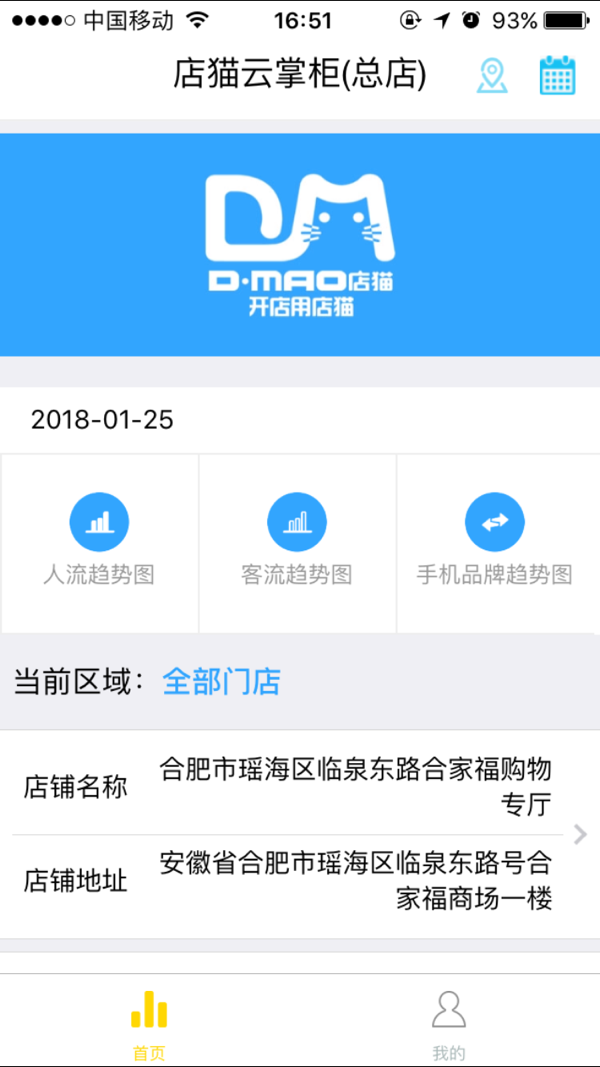 中国移动 16:51 93%
店猫云掌柜(总店)
DM
D·MAO店猫
开店用店猫
2018-01-25
人流趋势图 客流趋势图 手机品牌趋势图
当前区域：全部门店
店铺名称 合肥市瑶海区临泉东路合家福购物
专厅
店铺地址 安徽省合肥市瑶海区临泉东路号合
家福商场一楼
首页 我的